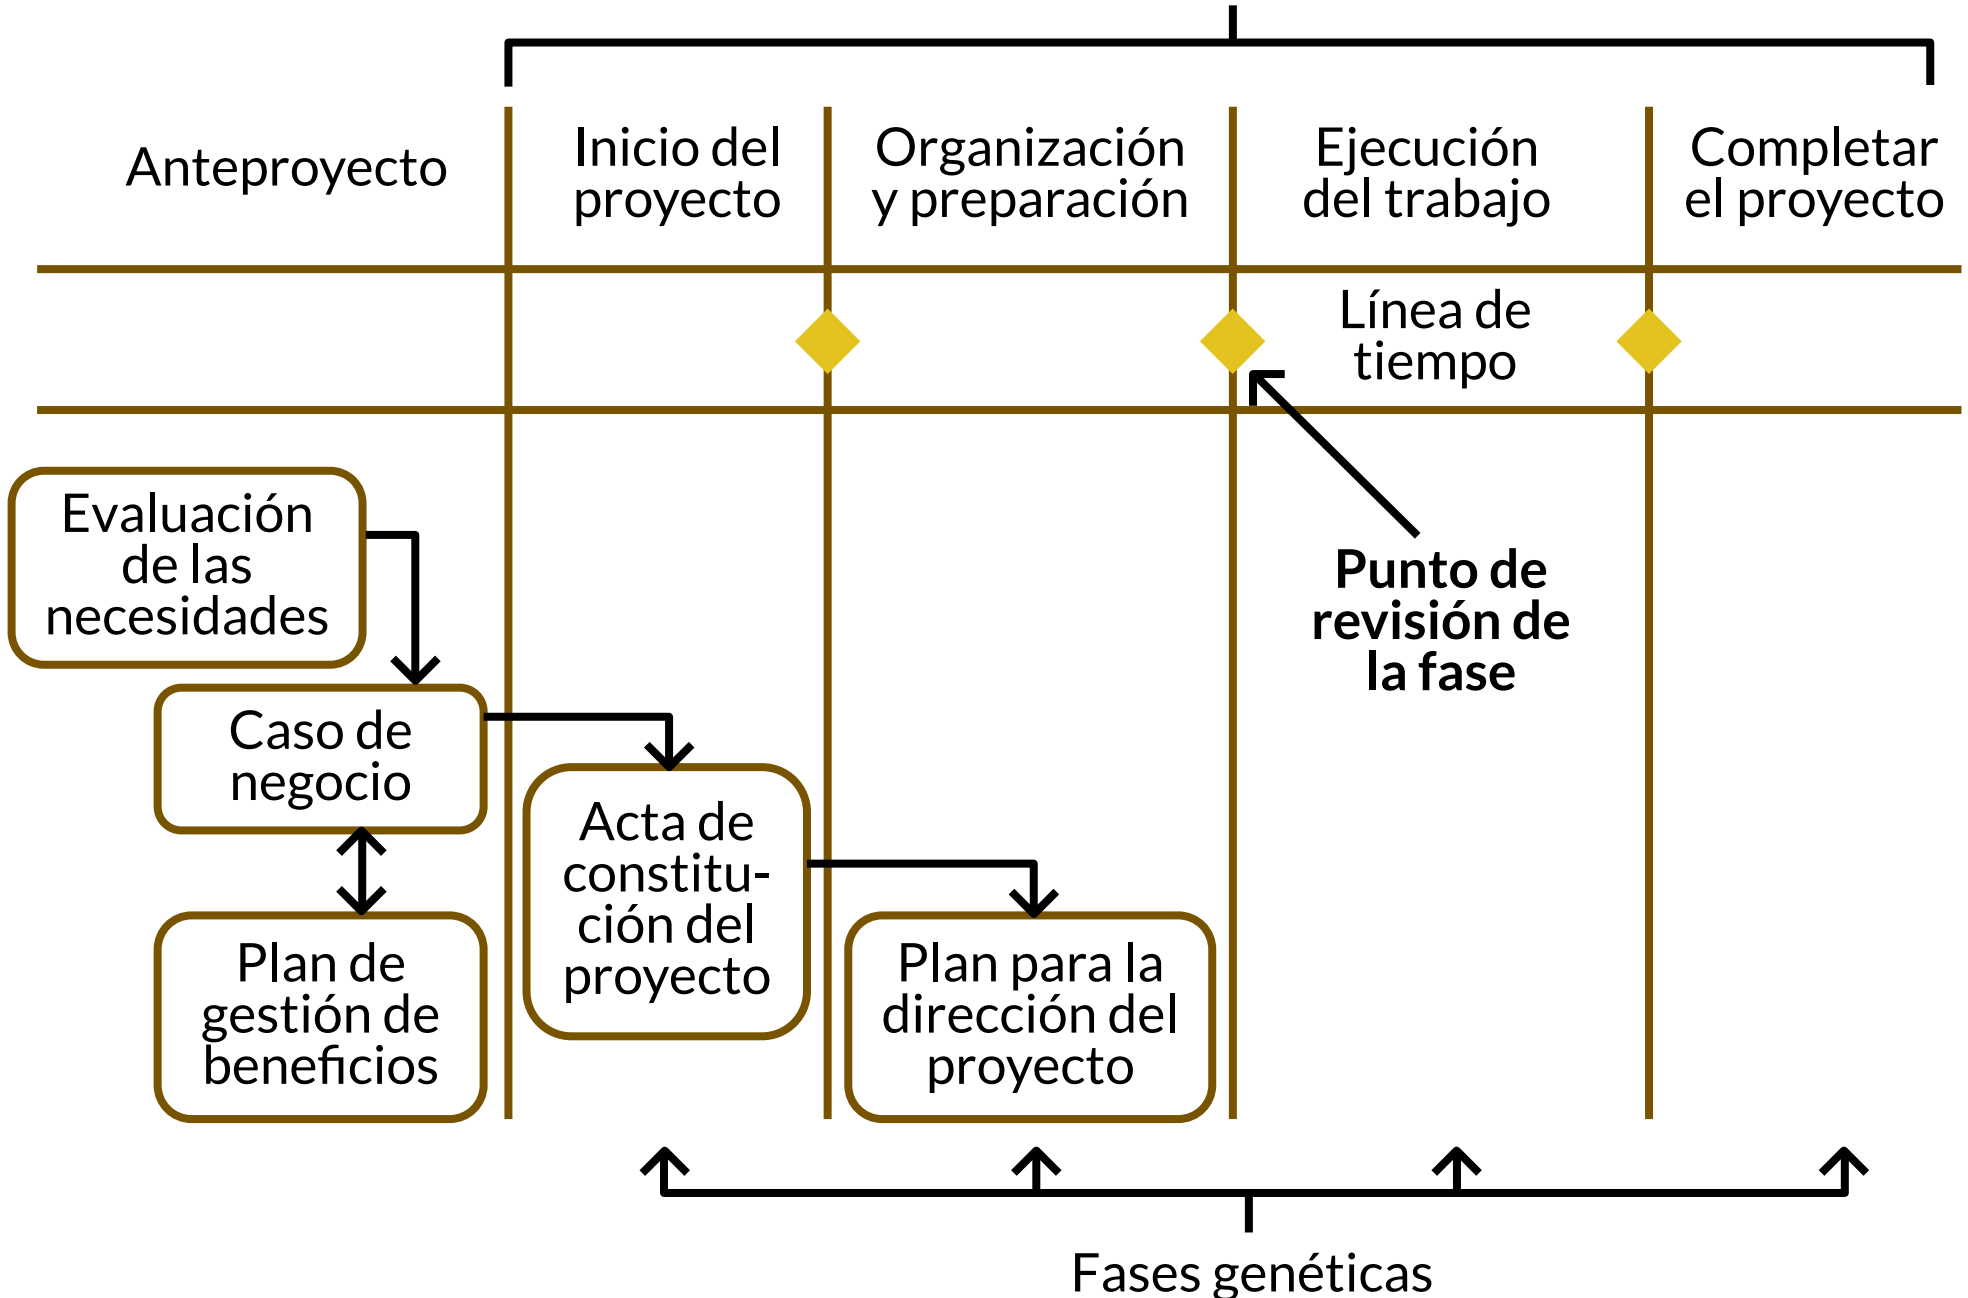 Anteproyecto
Inicio del
proyecto
Organización
y preparación
Ejecución
del trabajo
Completar
el proyecto
Línea de
tiempo
Evaluación
de las
necesidades
Punto de
revisión de
la fase
Caso de
negocio
Acta de
constitu-
ción del
proyecto
Plan de
gestión de
beneficios
Plan para la
dirección del
proyecto
Fases genéticas